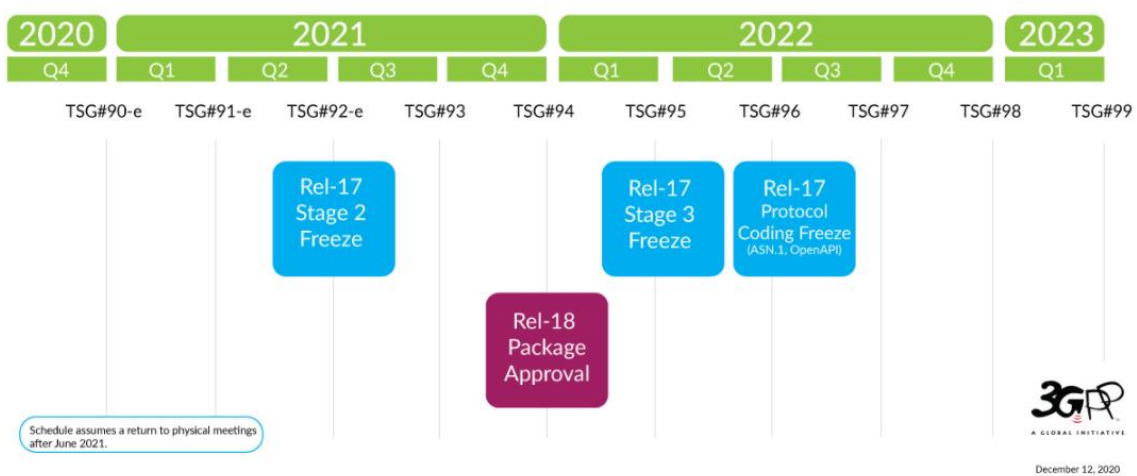 2020 2021 2022 2023
Q4 Q1 Q2 Q3 Q4 Q1 Q2 Q3 Q4 Q1
TSG#90-e TSG#91-e TSG#92-e TSG#93 TSG#94 TSG#95 TSG#96 TSG#97 TSG#98 TSG#99
Rel-17
Stage 2
Freeze
Rel-17
Stage 3
Freeze
Rel-17
Protocol
Coding Freeze
(ASN.1, OpenAPI)
Rel-18
Package
Approval
Schedule assumes a return to physical meetings
after June 2021.
3GPP
A GLOBAL INITIATIVE
December 12, 2020